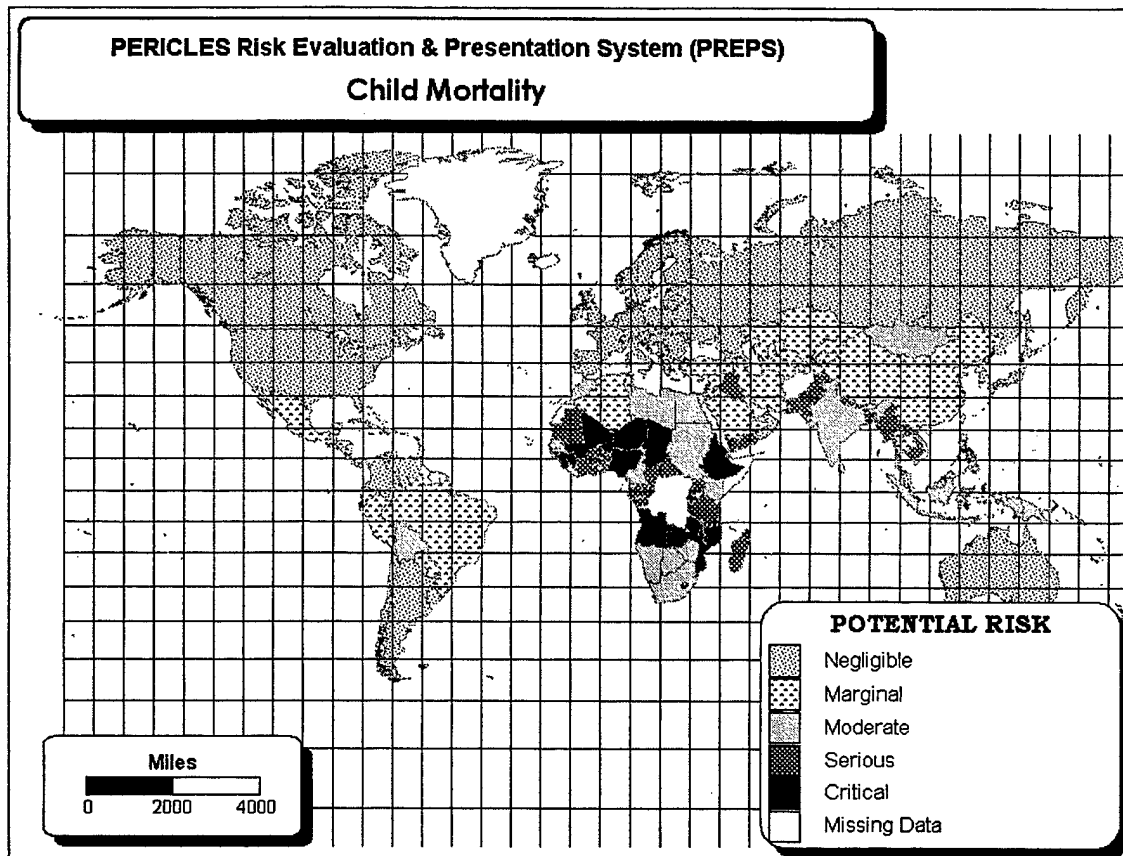 PERICLES Risk Evaluation & Presentation System (PREPS)
Child Mortality
POTENTIAL RISK
Negligible
Marginal
Moderate
Serious
Critical
Missing Data
Miles
0 2000 4000